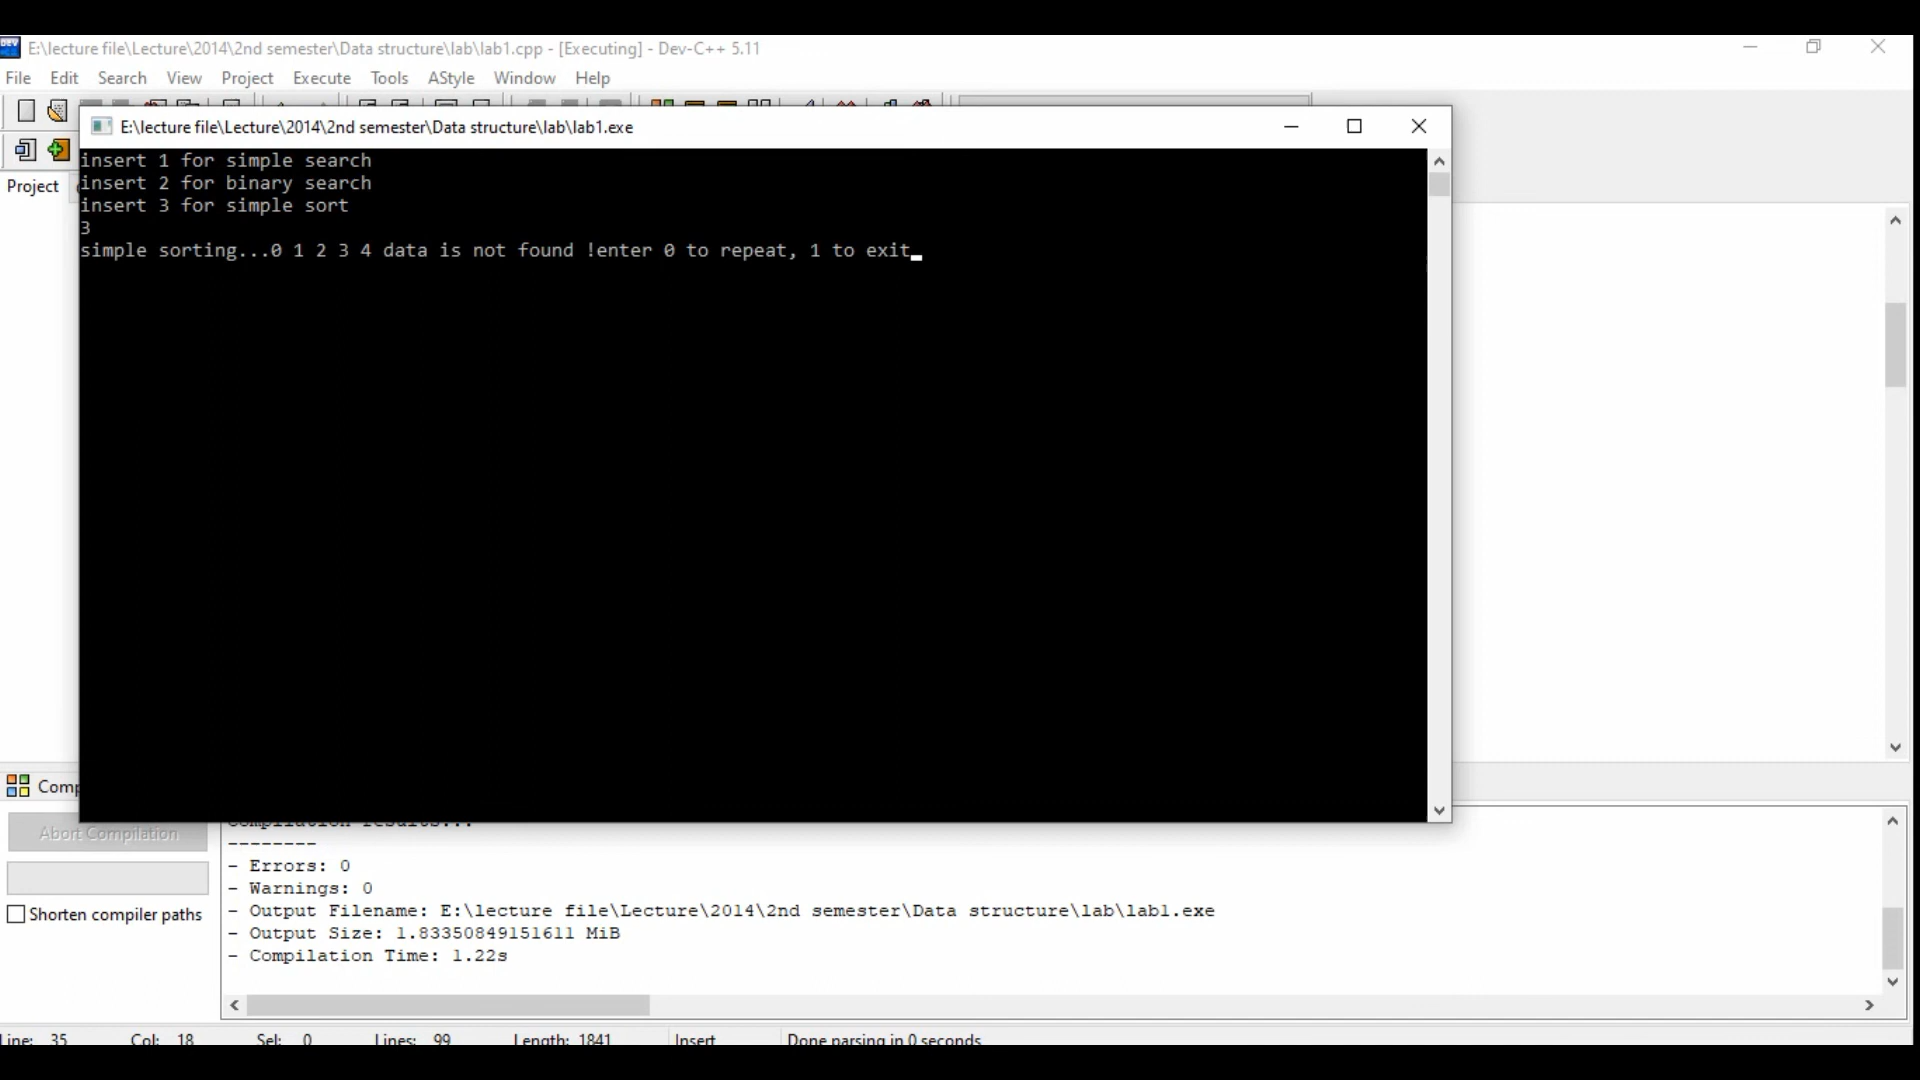 E:\lecture file\Lecture\2014\2nd semester\Data structure\lab\lab1.cpp - [Executing] - Dev-C++ 5.11
File Edit Search View Project Execute Tools AStyle Window Help
E:\lecture file\Lecture\2014\2nd semester\Data structure\lab\lab1.exe
Project
insert 1 for simple search
insert 2 for binary search
insert 3 for simple sort
3
simple sorting...0 1 2 3 4 data is not found !enter 0 to repeat, 1 to exit
Comp
Abort Compilation
Shorten compiler paths
Compilation results...
--------
- Errors: 0
- Warnings: 0
- Output Filename: E:\lecture file\Lecture\2014\2nd semester\Data structure\lab\lab1.exe
- Output Size: 1.83350849151611 MiB
- Compilation Time: 1.22s
Line: 35 Col: 18 Sel: 0 Lines: 99 Length: 1841 Insert Done parsing in 0 seconds